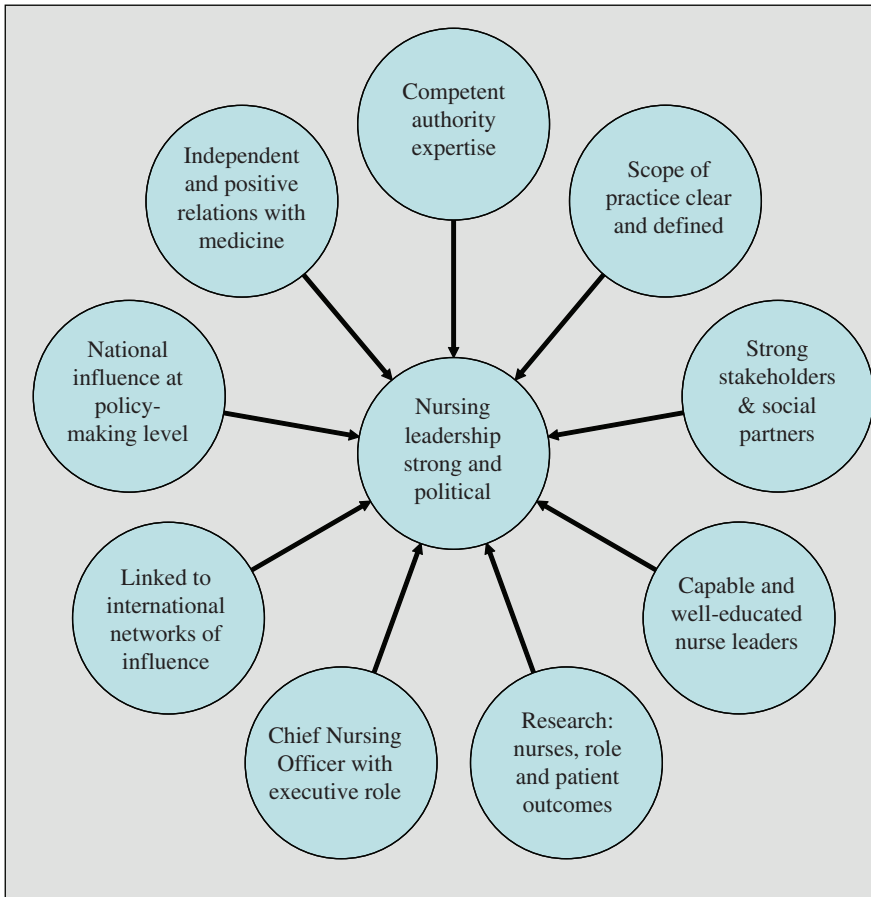 Competent
authority
expertise
Scope of
practice clear
and defined
Strong
stakeholders
& social
partners
Capable and
well-educated
nurse leaders
Research:
nurses, role
and patient
outcomes
Chief Nursing
Officer with
executive role
Linked to
international
networks of
influence
National
influence at
policy-
making level
Independent
and positive
relations with
medicine
Nursing
leadership
strong and
political